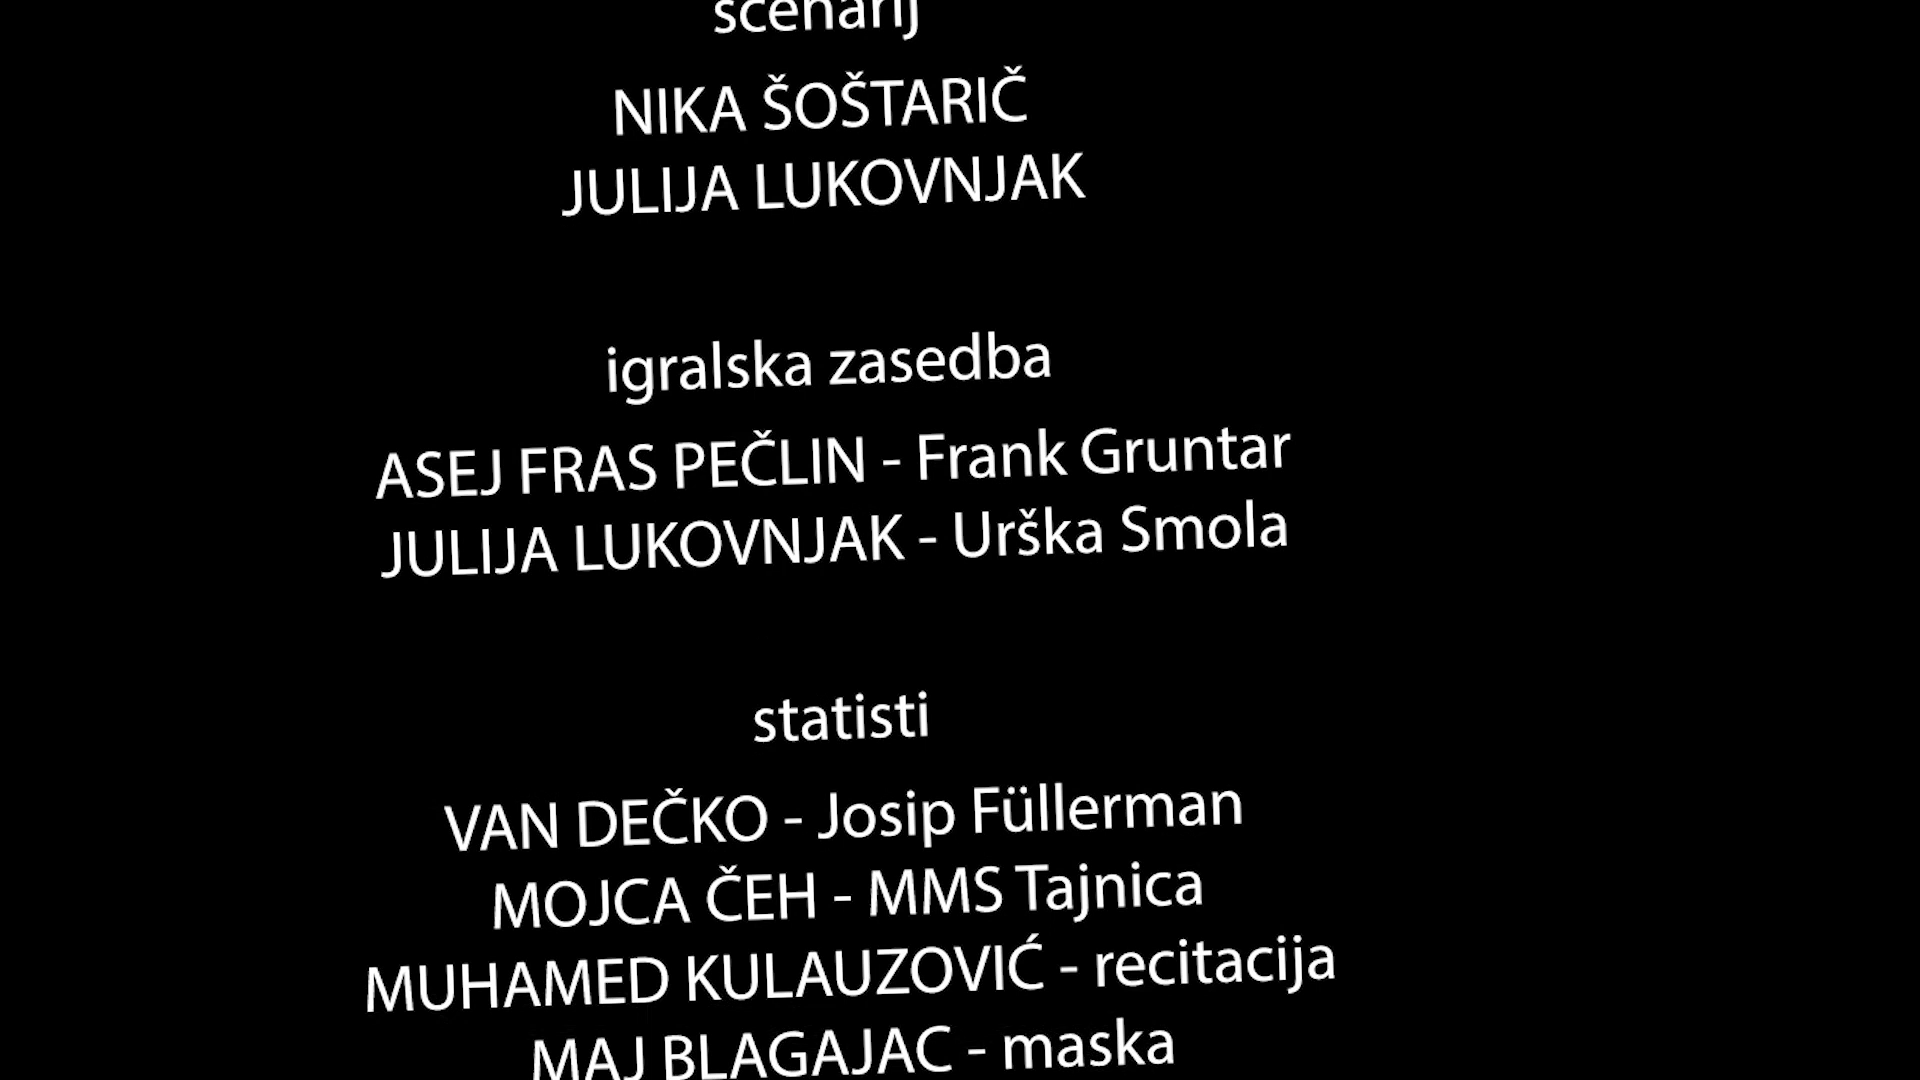 scenarij
NIKA ŠOŠTARIČ
JULIJA LUKOVNJAK
igralska zasedba
ASEJ FRAS PEČLIN - Frank Gruntar
JULIJA LUKOVNJAK - Urška Smola
statisti
VAN DEČKO - Josip Füllerman
MOJCA ČEH - MMS Tajnica
MUHAMED KULAUZOVIĆ - recitacija
MAJ BLAGAJAC - maska